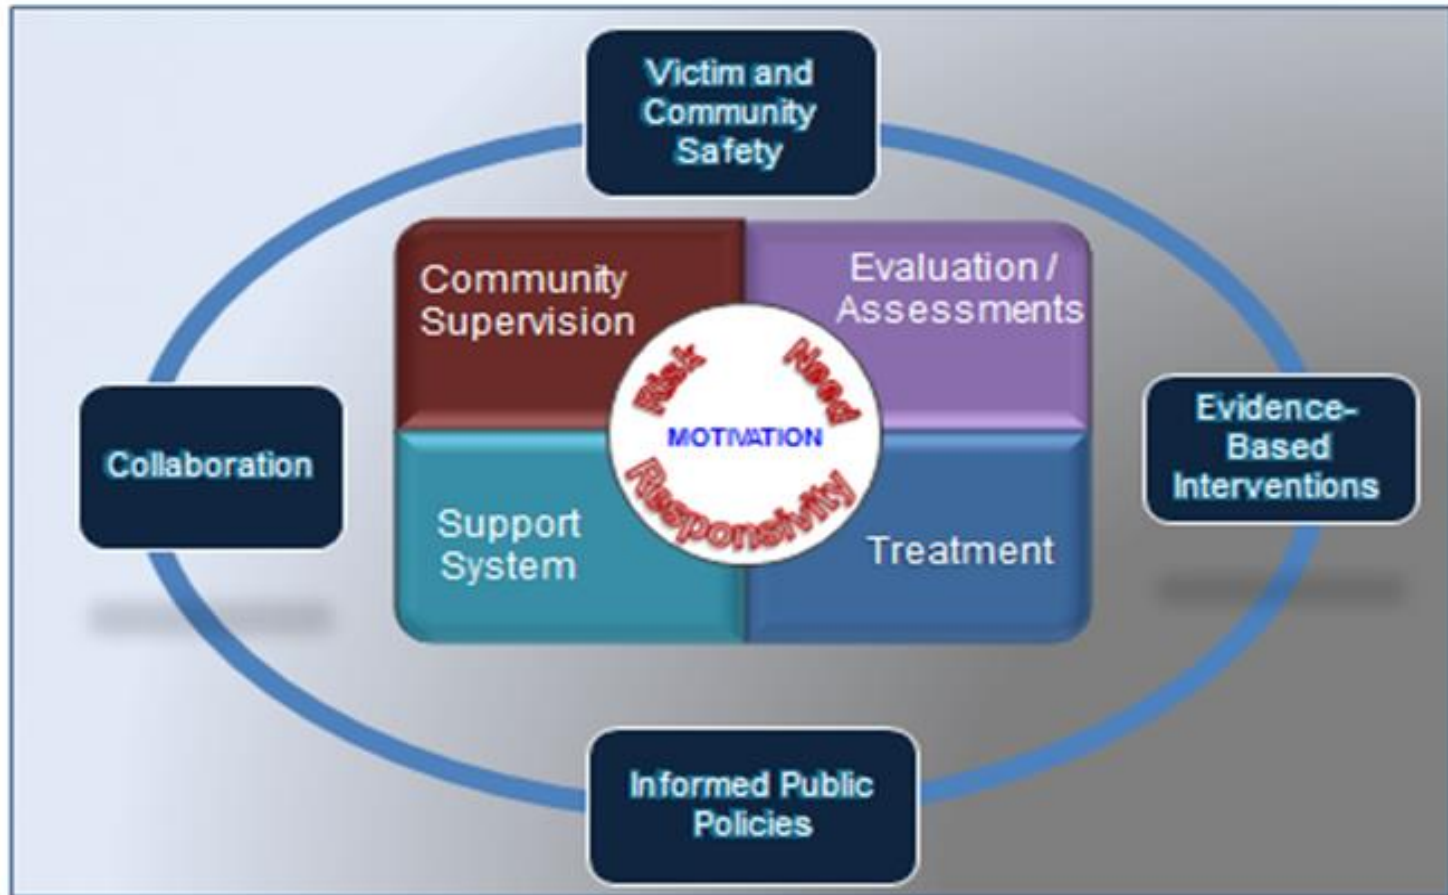 Victim and
Community
Safety
Community
Supervision
Evaluation /
Assessments
Risk
Need
MOTIVATION
Responsivity
Collaboration
Evidence-
Based
Interventions
Support
System
Treatment
Informed Public
Policies